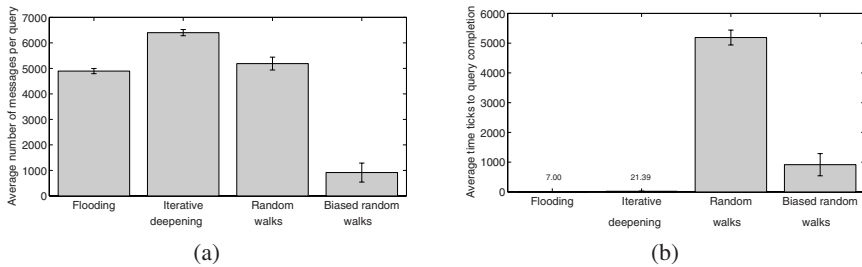 Average number of messages per query
7000
6000
5000
4000
3000
2000
1000
0
Flooding
Iterative
deepening
Random
walks
Biased random
walks
(a)
Average time ticks to query completion
6000
5000
4000
3000
2000
1000
0
7.00
21.39
Flooding
Iterative
deepening
Random
walks
Biased random
walks
(b)